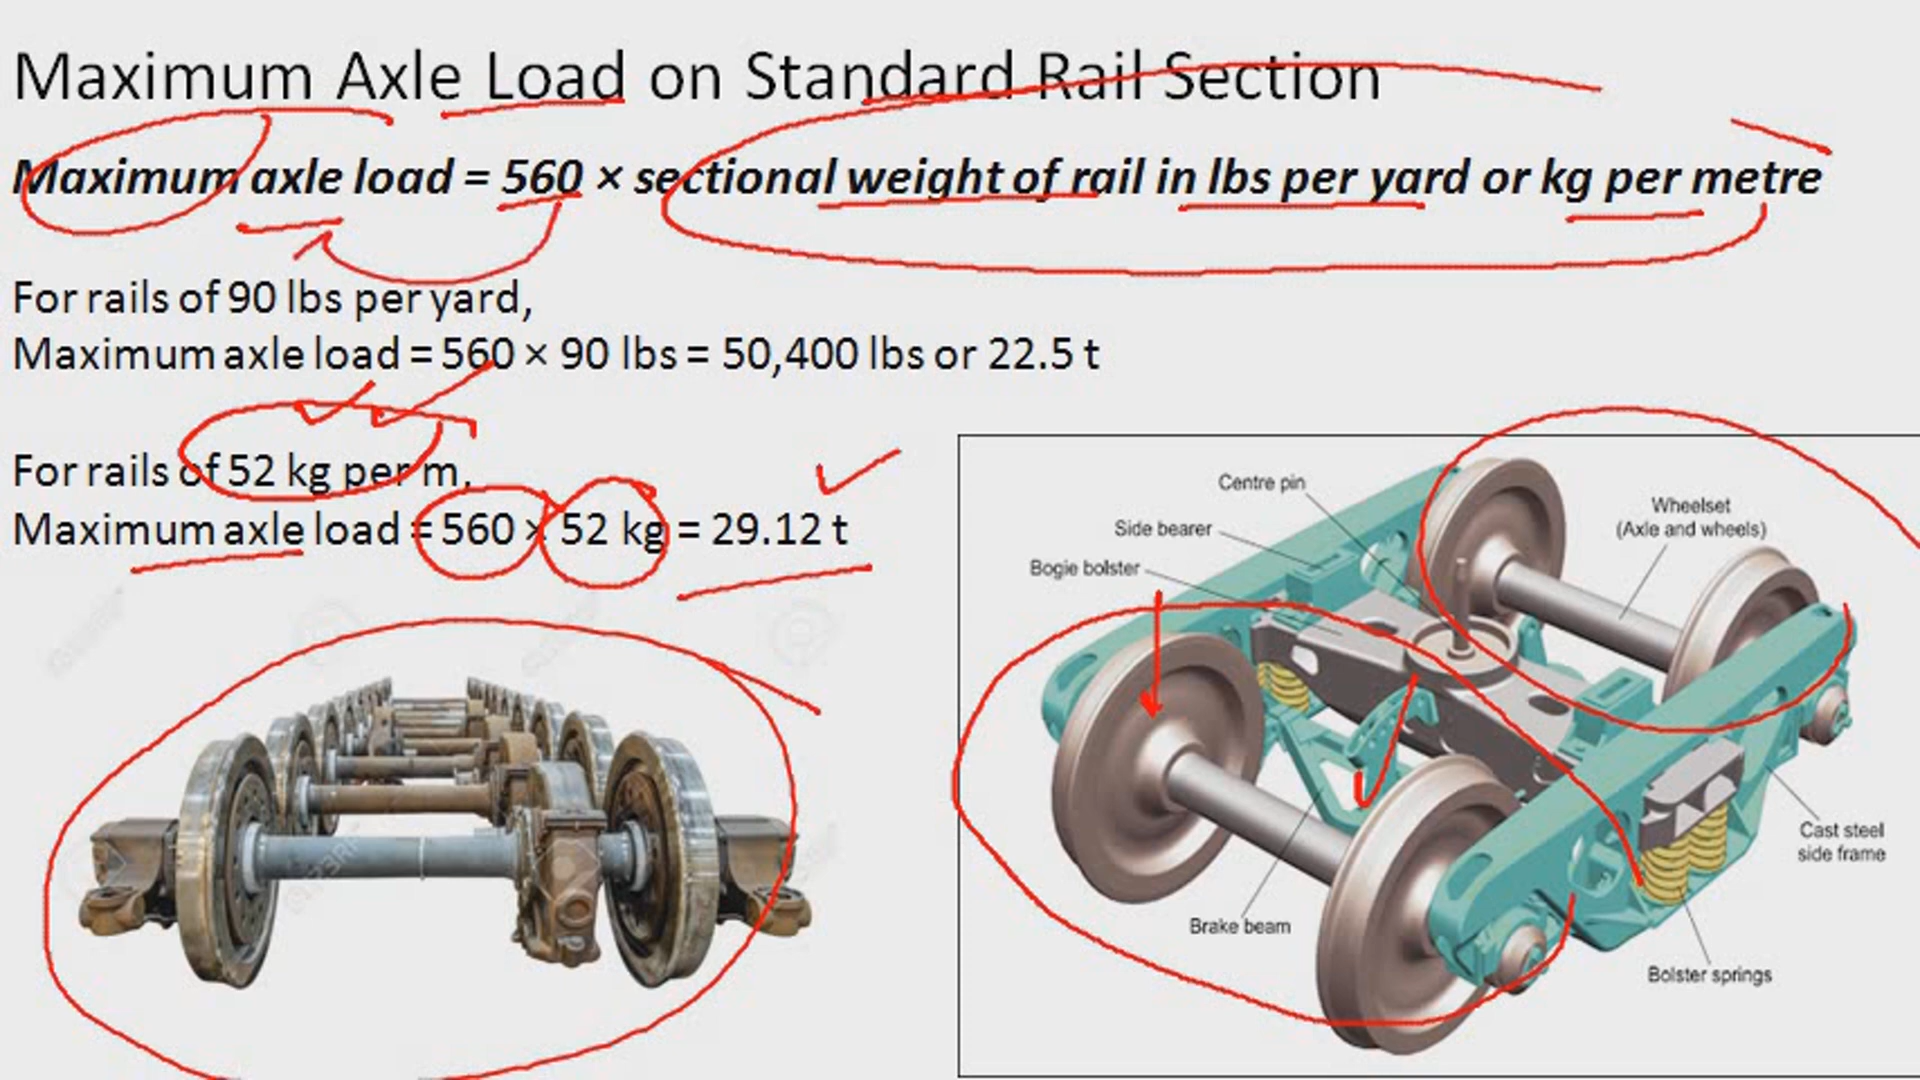 Maximum Axle Load on Standard Rail Section
Maximum axle load = 560 × sectional weight of rail in lbs per yard or kg per metre
For rails of 90 lbs per yard,
Maximum axle load = 560 × 90 lbs = 50,400 lbs or 22.5 t
For rails of 52 kg per m,
Maximum axle load = 560 × 52 kg = 29.12 t
Centre pin
Side bearer
Bogie bolster
Wheelset
(Axle and wheels)
Brake beam
Cast steel
side frame
Bolster springs